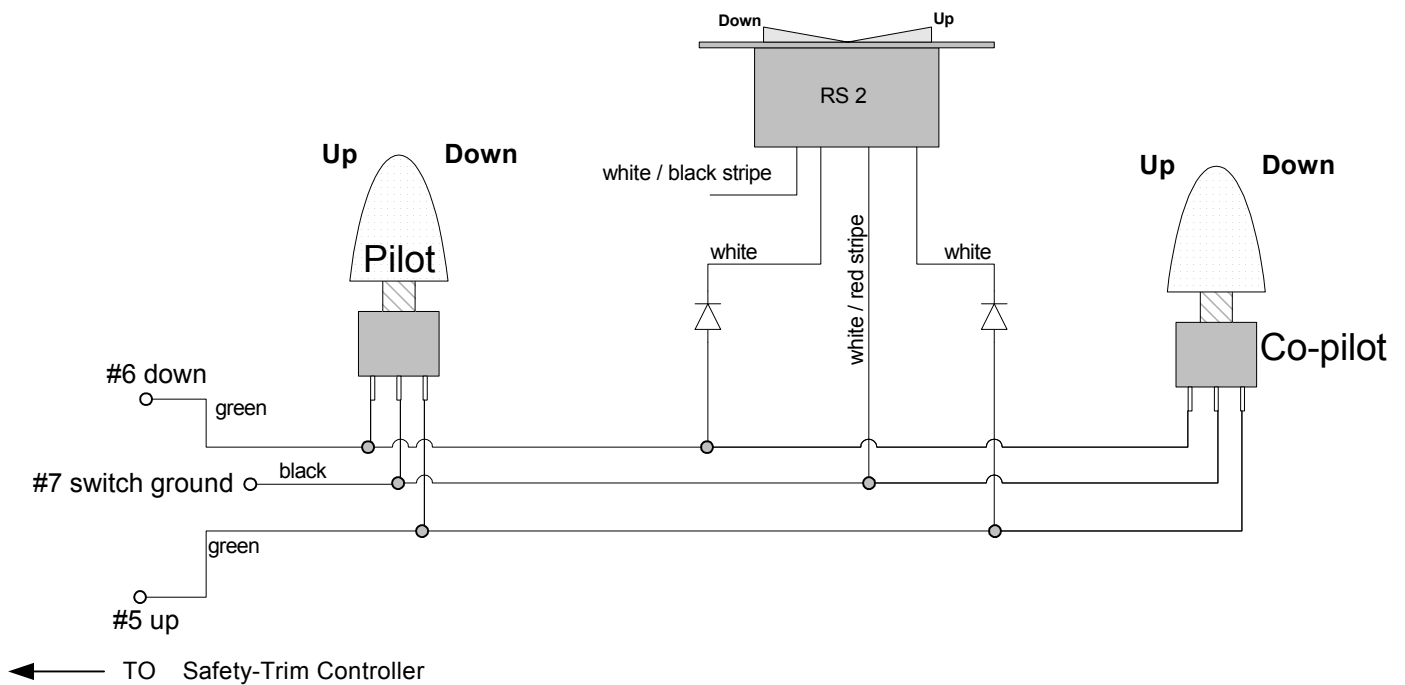 Down
Up
RS 2
Up
Down
Up
Down
white / black stripe
white
white / red stripe
white
Pilot
Co-pilot
#6 down
green
#7 switch ground
black
green
#5 up
TO Safety-Trim Controller